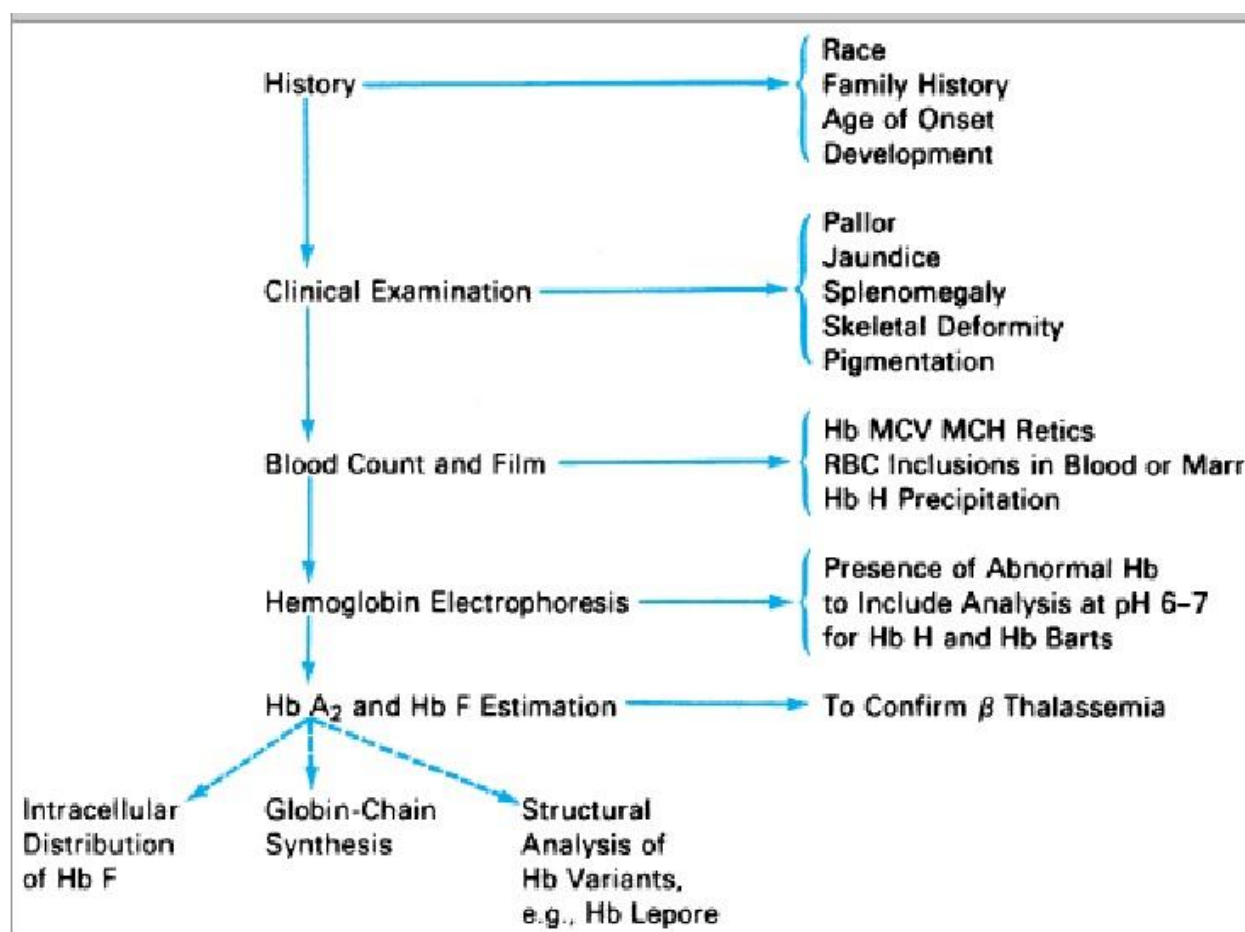 History
Race
Family History
Age of Onset
Development
Clinical Examination
Pallor
Jaundice
Splenomegaly
Skeletal Deformity
Pigmentation
Blood Count and Film
Hb MCV MCH Retics
RBC Inclusions in Blood or Marr
Hb H Precipitation
Hemoglobin Electrophoresis
Presence of Abnormal Hb
to Include Analysis at pH 6–7
for Hb H and Hb Barts
Hb A₂ and Hb F Estimation
To Confirm β Thalassemia
Intracellular
Distribution
of Hb F
Globin-Chain
Synthesis
Structural
Analysis of
Hb Variants,
e.g., Hb Lepore